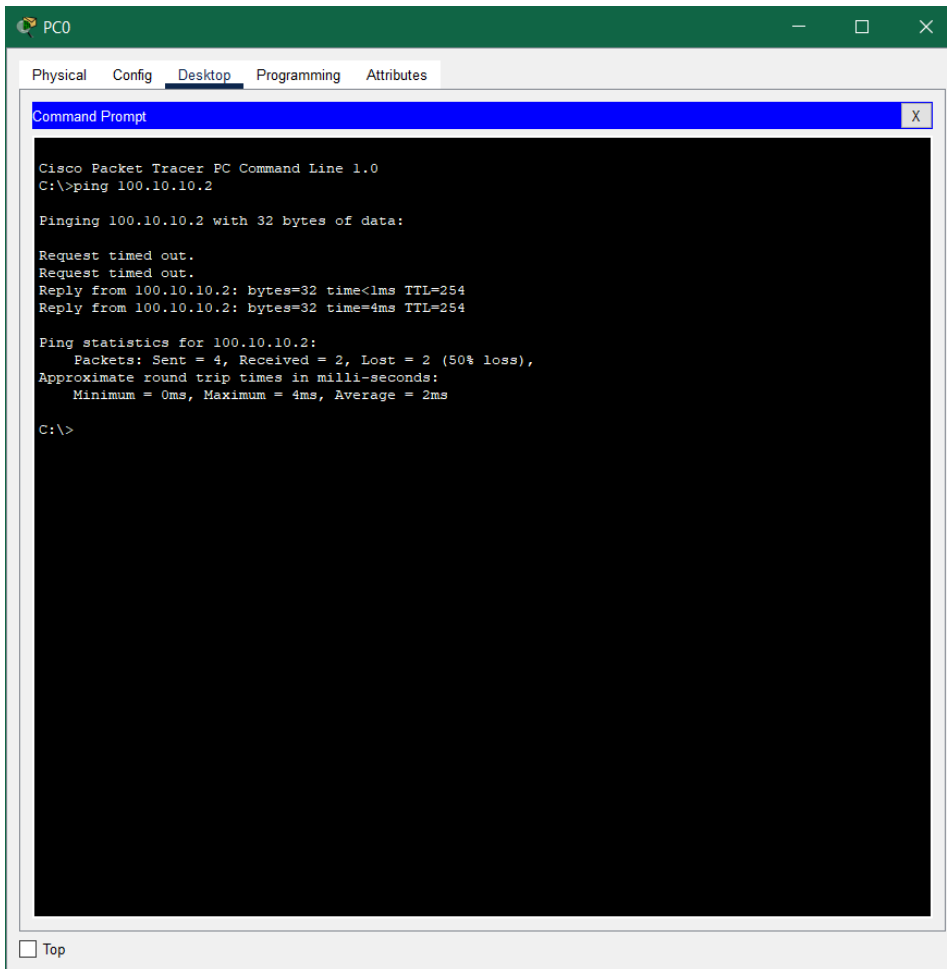 PC0
Physical Config Desktop Programming Attributes
Command Prompt X
Cisco Packet Tracer PC Command Line 1.0
C:\>ping 100.10.10.2
Pinging 100.10.10.2 with 32 bytes of data:
Request timed out.
Request timed out.
Reply from 100.10.10.2: bytes=32 time<1ms TTL=254
Reply from 100.10.10.2: bytes=32 time=4ms TTL=254
Ping statistics for 100.10.10.2:
Packets: Sent = 4, Received = 2, Lost = 2 (50% loss),
Approximate round trip times in milli-seconds:
Minimum = 0ms, Maximum = 4ms, Average = 2ms
C:\>
Top